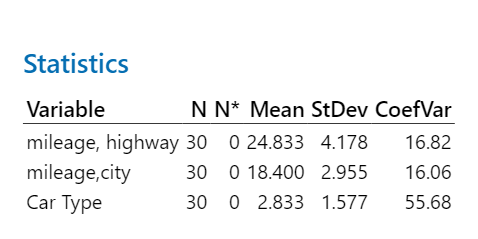 Statistics
Variable N N* Mean StDev CoefVar
mileage, highway 30 0 24.833 4.178 16.82
mileage,city 30 0 18.400 2.955 16.06
Car Type 30 0 2.833 1.577 55.68